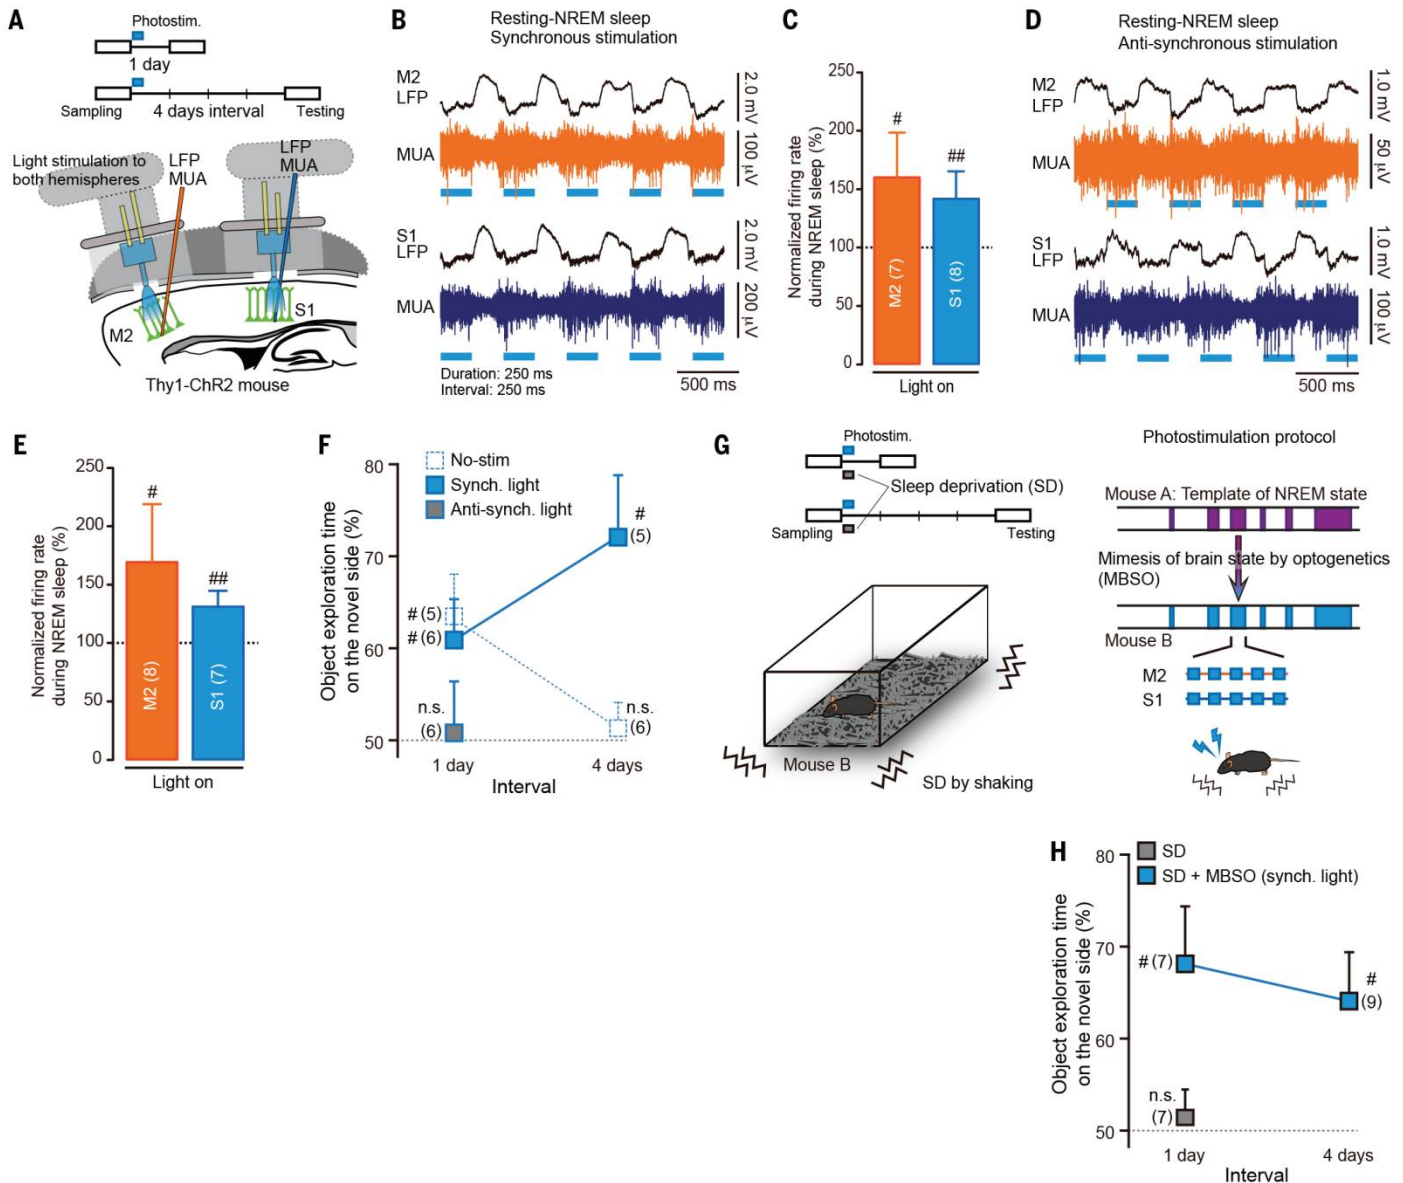 A
Photostim.
1 day
Sampling
4 days interval
Testing
Light stimulation to
both hemispheres
LFP
MUA
LFP
MUA
M2
S1
Thy1-ChR2 mouse
B
Resting-NREM sleep
Synchronous stimulation
M2
LFP
2.0 mV
MUA
100 μV
S1
LFP
2.0 mV
MUA
200 μV
Duration: 250 ms
Interval: 250 ms
500 ms
C
Normalized firing rate
during NREM sleep (%)
250
200
150
100
50
0
#
##
M2 (7)
S1 (8)
Light on
D
Resting-NREM sleep
Anti-synchronous stimulation
M2
LFP
1.0 mV
MUA
50 μV
S1
LFP
1.0 mV
MUA
100 μV
500 ms
E
Normalized firing rate
during NREM sleep (%)
250
200
150
100
50
0
#
##
M2 (8)
S1 (7)
Light on
F
Object exploration time
on the novel side (%)
80
70
60
50
No-stim
Synch. light
Anti-synch. light
#
(5)
# (5)
# (6)
n.s.
(6)
n.s.
(6)
1 day
4 days
Interval
G
Photostim.
Sleep deprivation (SD)
Sampling
Testing
Mouse B
SD by shaking
Photostimulation protocol
Mouse A: Template of NREM state
Mimesis of brain state by optogenetics
(MBSO)
Mouse B
M2
S1
H
SD
SD + MBSO (synch. light)
Object exploration time
on the novel side (%)
80
70
60
50
# (7)
#
(9)
n.s.
(7)
1 day
4 days
Interval